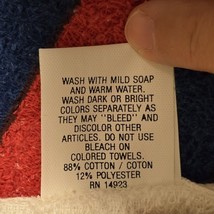 WASH WITH MILD SOAP
AND WARM WATER.
WASH DARK OR BRIGHT
COLORS SEPARATELY AS
THEY MAY "BLEED" AND
DISCOLOR OTHER
ARTICLES. DO NOT USE
BLEACH ON
COLORED TOWELS.
88% COTTON / COTON
12% POLYESTER
RN 14923